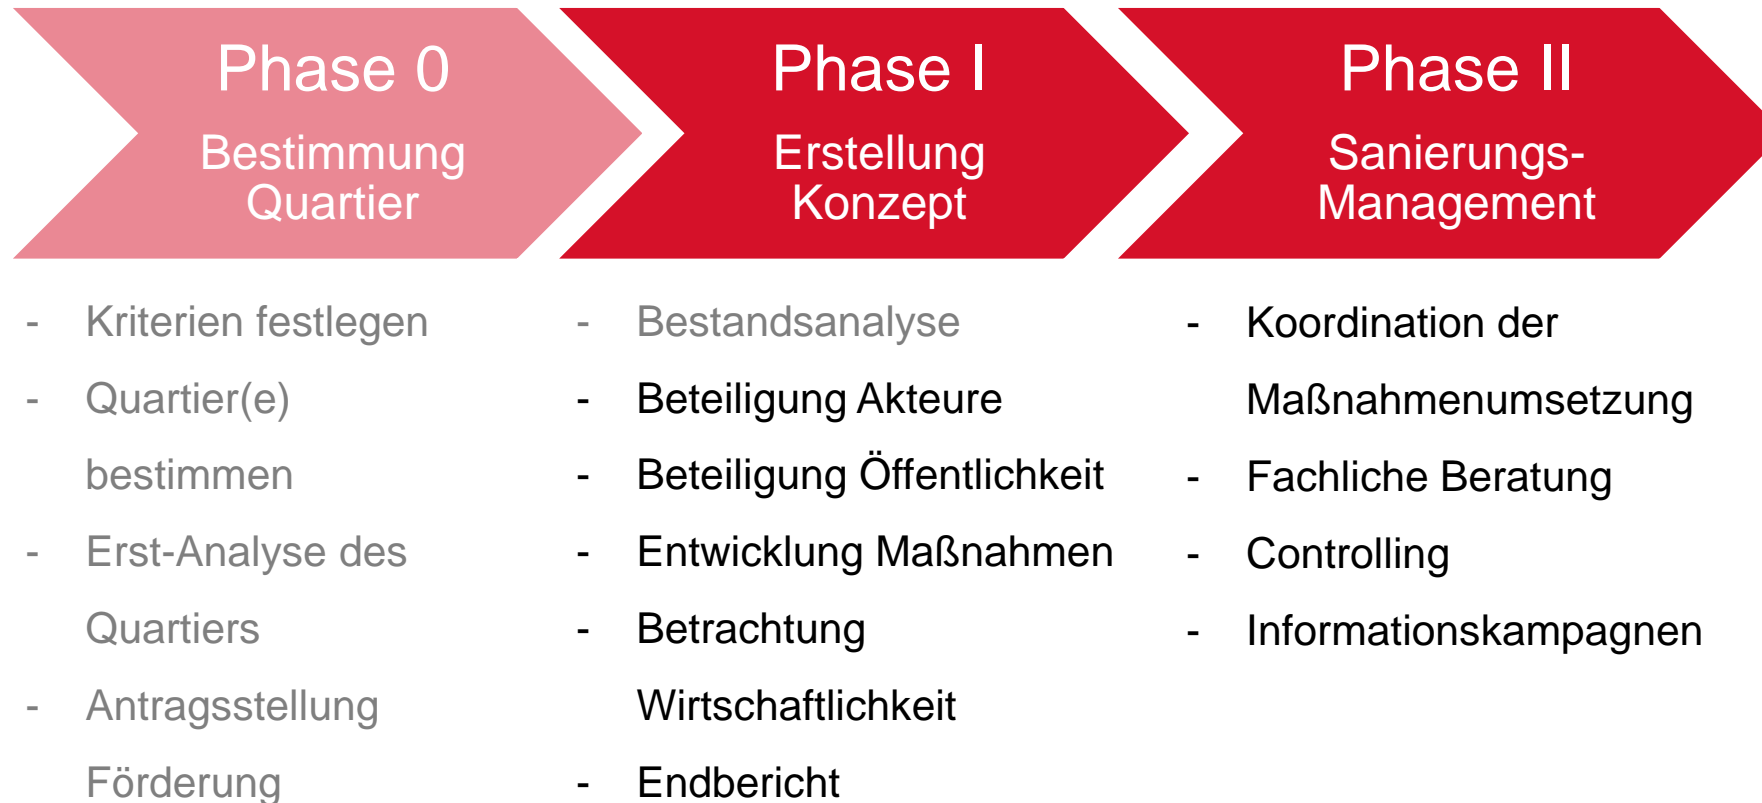 Phase 0
Bestimmung
Quartier
- Kriterien festlegen
- Quartier(e)
bestimmen
- Erst-Analyse des
Quartiers
- Antragsstellung
Förderung
Phase I
Erstellung
Konzept
- Bestandsanalyse
- Beteiligung Akteure
- Beteiligung Öffentlichkeit
- Entwicklung Maßnahmen
- Betrachtung
Wirtschaftlichkeit
- Endbericht
Phase II
Sanierungs-
Management
- Koordination der
Maßnahmenumsetzung
- Fachliche Beratung
- Controlling
- Informationskampagnen